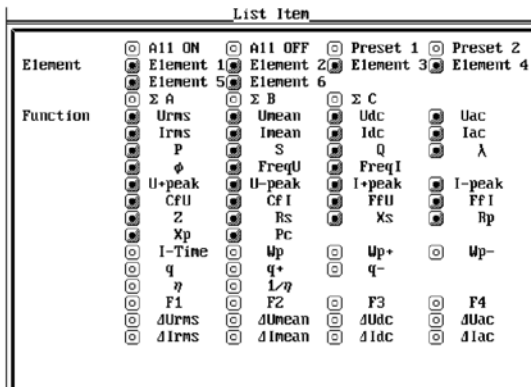 List Item
All ON All OFF Preset 1 Preset 2
Element Element 1 Element 2 Element 3 Element 4
Element 5 Element 6
Σ A Σ B Σ C
Function Urms Umean Udc Uac
Irms Imean Idc Iac
P S Q λ
ϕ FreqU FreqI
U+peak U-peak I+peak I-peak
CfU CfI FfU FfI
Z Rs Xs Rp
Xp Pc
I-Time Wp Wp+ Wp-
q q+ q-
η 1/η
F1 F2 F3 F4
ΔUrms ΔUmean ΔUdc ΔUac
ΔIrms ΔImean ΔIdc ΔIac